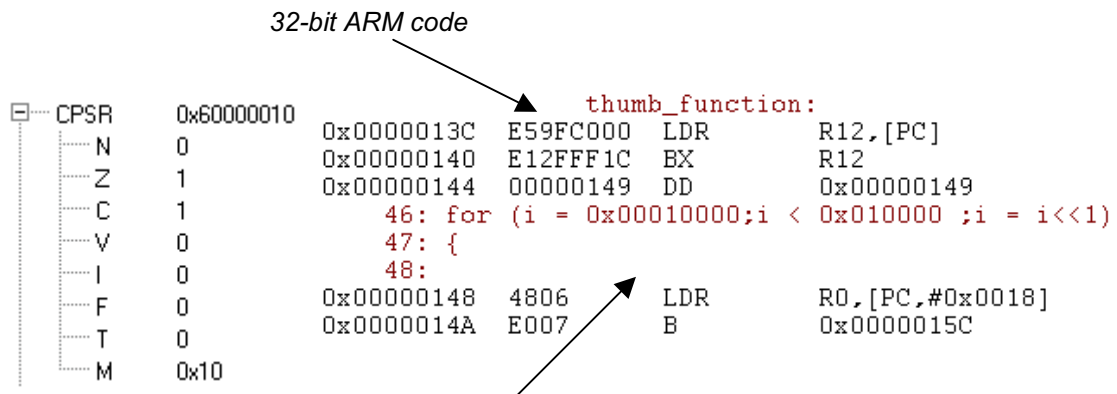 32-bit ARM code
CPSR 0x60000010
N 0
Z 1
C 1
V 0
I 0
F 0
T 0
M 0x10
thumb_function:
0x0000013C E59FC000 LDR R12,[PC]
0x00000140 E12FFF1C BX R12
0x00000144 00000149 DD 0x00000149
46: for (i = 0x00010000;i < 0x010000 ;i = i<<1)
47: {
48:
0x00000148 4806 LDR R0,[PC,#0x0018]
0x0000014A E007 B 0x0000015C